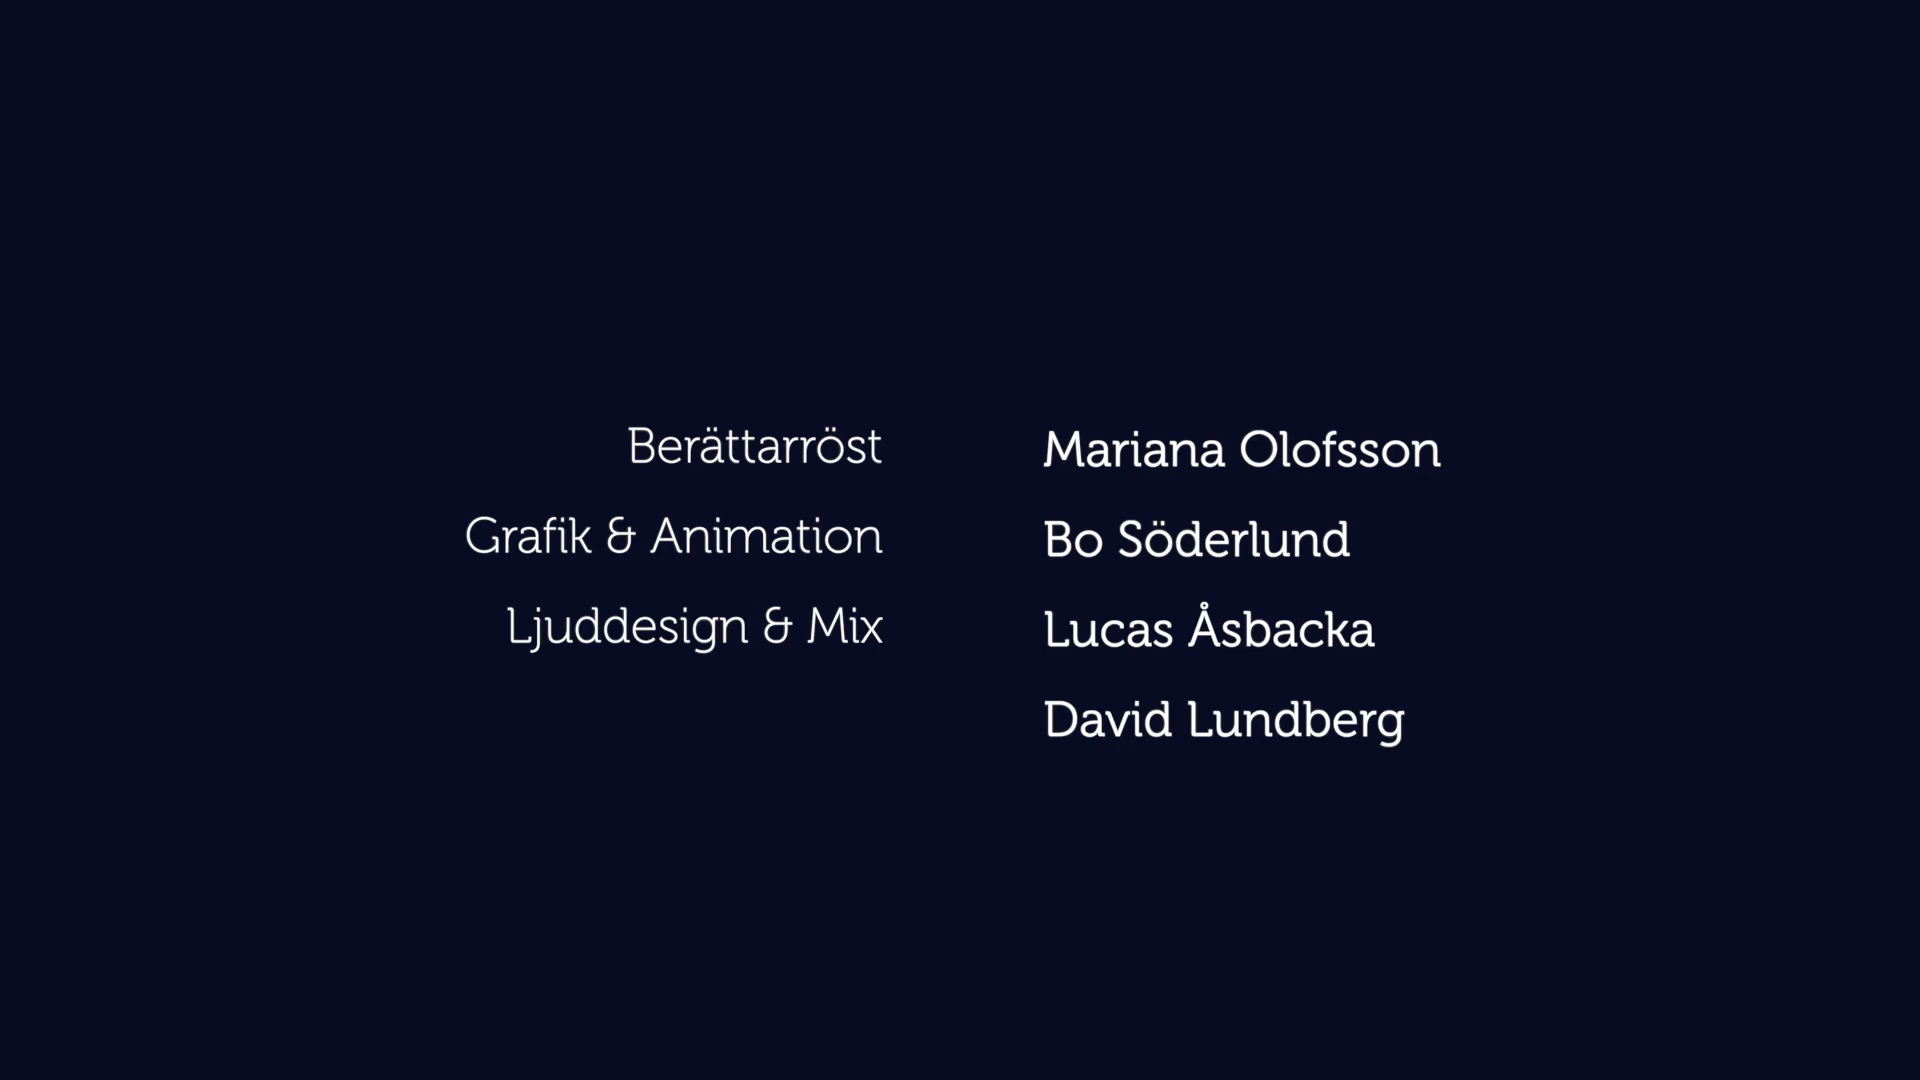 Berättarröst Mariana Olofsson
Grafik & Animation Bo Söderlund
Ljuddesign & Mix Lucas Åsbacka
David Lundberg